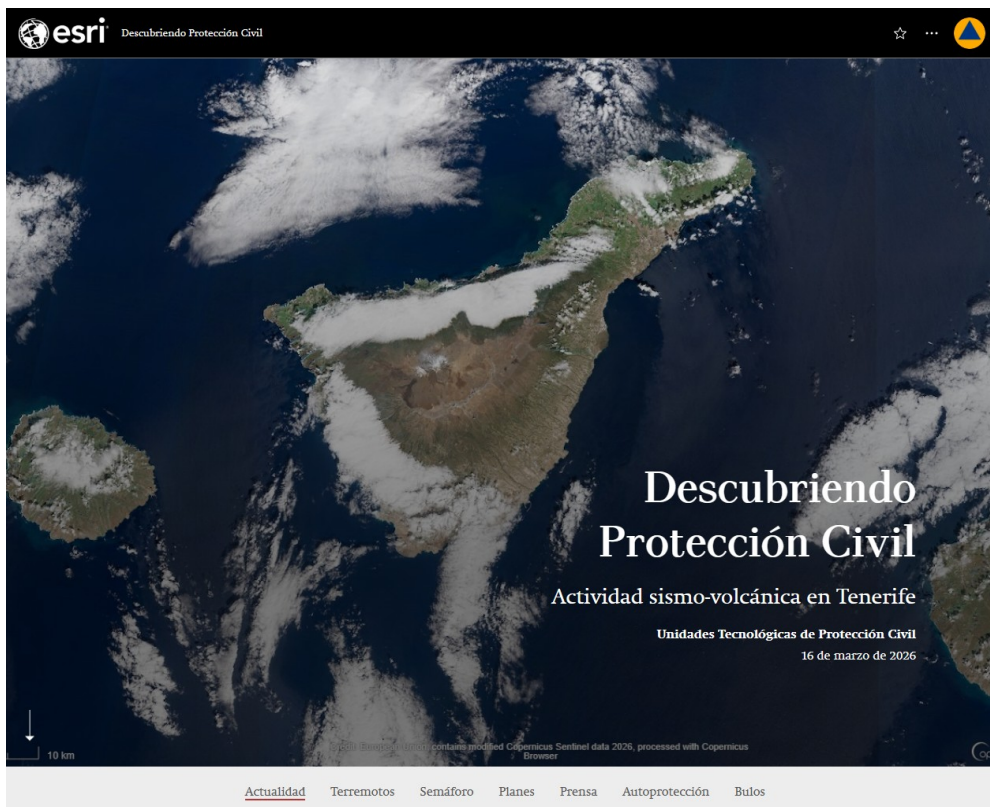 esri
Descubriendo Protección Civil
Descubriendo
Protección Civil
Actividad sismo-volcánica en Tenerife
Unidades Tecnológicas de Protección Civil
16 de marzo de 2026
10 km
contains modified Copernicus Sentinel data 2026, processed with Copernicus
Browser
Actualidad Terremotos Semáforo Planes Prensa Autoprotección Bulos